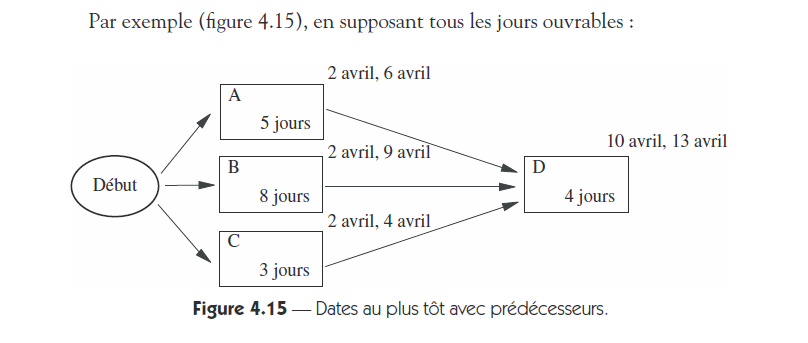 Par exemple (figure 4.15), en supposant tous les jours ouvrables :
2 avril, 6 avril
A
5 jours
10 avril, 13 avril
2 avril, 9 avril
B
D
Début
8 jours
4 jours
2 avril, 4 avril
C
3 jours
Figure 4.15 — Dates au plus tôt avec prédécesseurs.